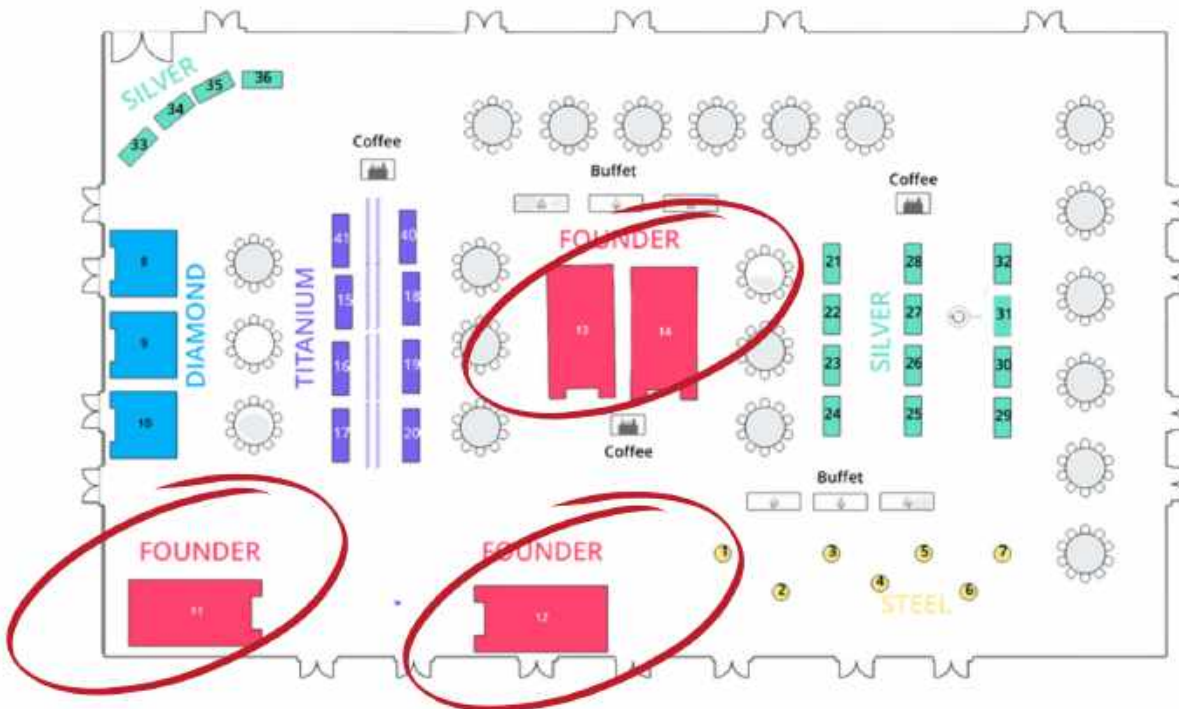 SILVER
33
34
35
36
Coffee
Buffet
Coffee
FOUNDER
8
9
10
DIAMOND
TITANIUM
41
15
16
17
40
18
19
20
13
14
21
22
23
24
SILVER
28
27
26
25
32
31
30
29
Coffee
Buffet
FOUNDER
11
FOUNDER
12
1
2
3
4
5
6
7
STEEL